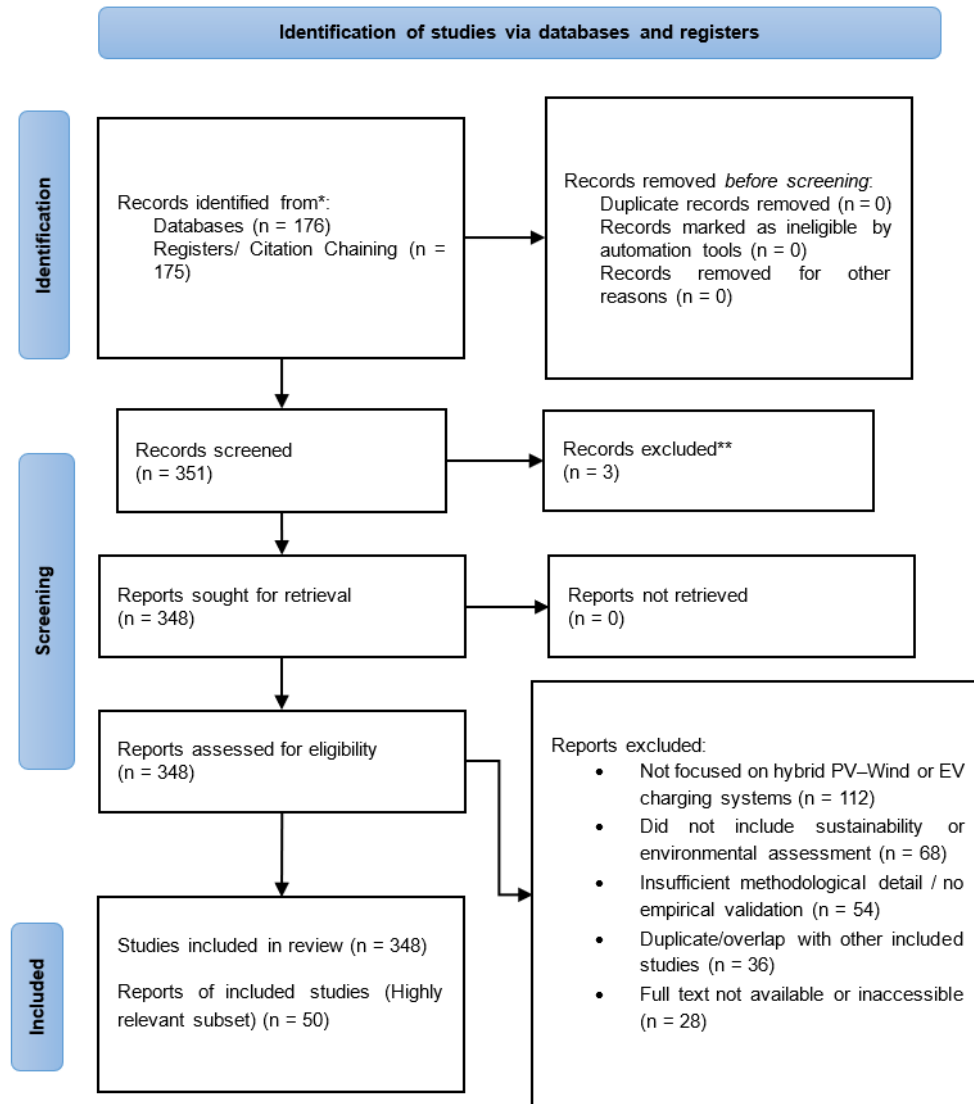 Identification of studies via databases and registers
Identification
Records identified from*:
Databases (n = 176)
Registers/ Citation Chaining (n =
175)
Records removed before screening:
Duplicate records removed (n = 0)
Records marked as ineligible by
automation tools (n = 0)
Records removed for other
reasons (n = 0)
Screening
Records screened
(n = 351)
Records excluded**
(n = 3)
Reports sought for retrieval
(n = 348)
Reports not retrieved
(n = 0)
Reports assessed for eligibility
(n = 348)
Reports excluded:
• Not focused on hybrid PV–Wind or EV
charging systems (n = 112)
• Did not include sustainability or
environmental assessment (n = 68)
• Insufficient methodological detail / no
empirical validation (n = 54)
• Duplicate/overlap with other included
studies (n = 36)
• Full text not available or inaccessible
(n = 28)
Included
Studies included in review (n = 348)
Reports of included studies (Highly
relevant subset) (n = 50)